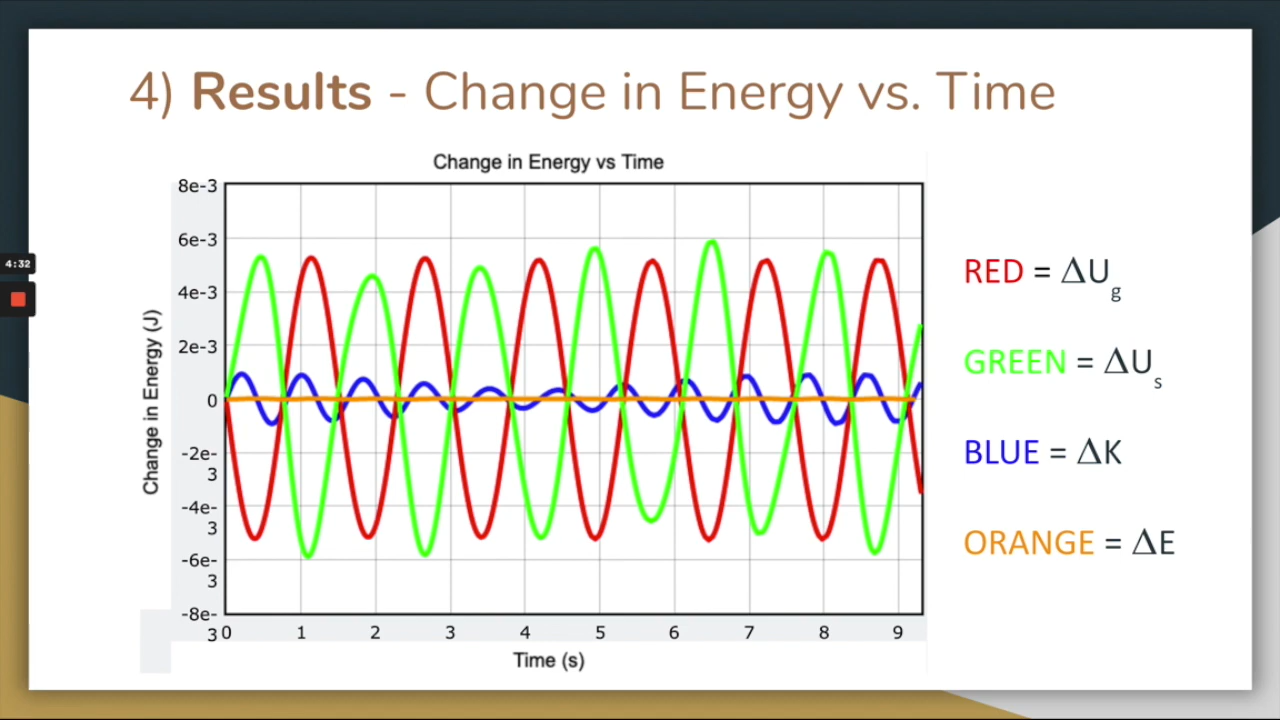 4) Results - Change in Energy vs. Time
Change in Energy vs Time
8e-3
6e-3
4e-3
2e-3
0
-2e-
3
-4e-
3
-6e-
3
-8e-
3
Change in Energy (J)
0 1 2 3 4 5 6 7 8 9
Time (s)
RED = ΔUg
GREEN = ΔUs
BLUE = ΔK
ORANGE = ΔE
4:32